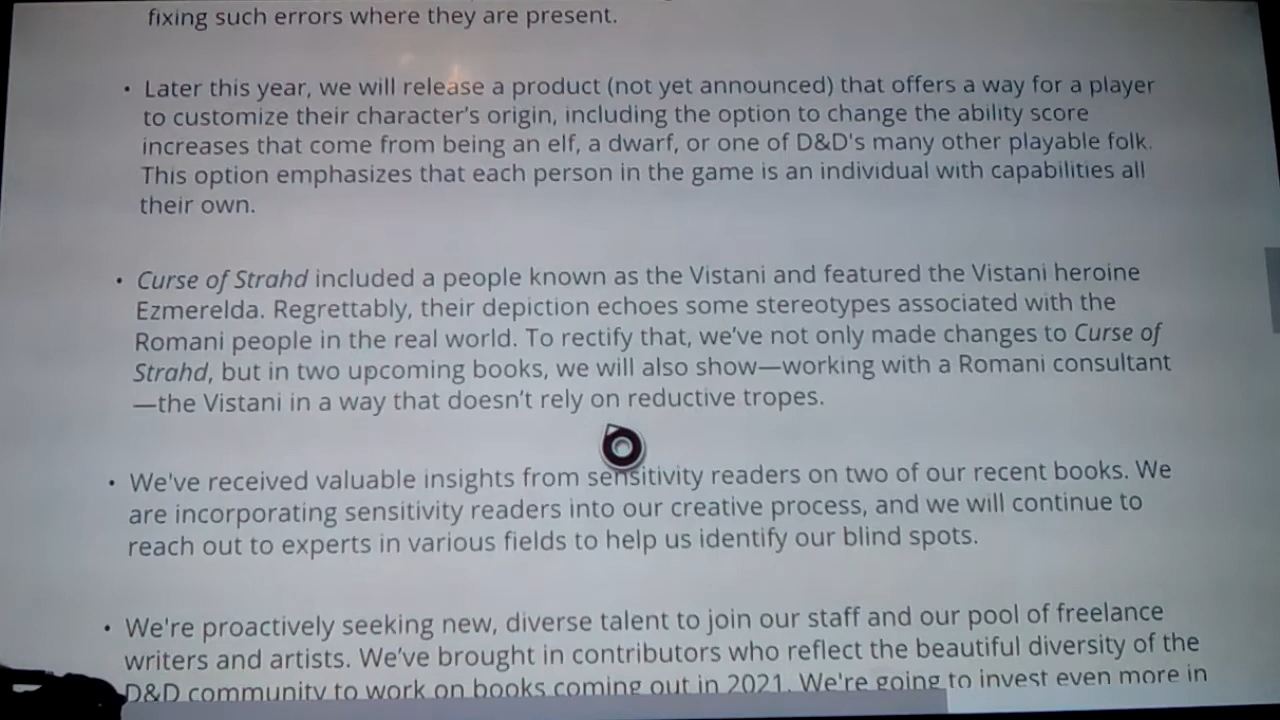 fixing such errors where they are present.
• Later this year, we will release a product (not yet announced) that offers a way for a player
to customize their character's origin, including the option to change the ability score
increases that come from being an elf, a dwarf, or one of D&D's many other playable folk.
This option emphasizes that each person in the game is an individual with capabilities all
their own.
• Curse of Strahd included a people known as the Vistani and featured the Vistani heroine
Ezmerelda. Regrettably, their depiction echoes some stereotypes associated with the
Romani people in the real world. To rectify that, we've not only made changes to Curse of
Strahd, but in two upcoming books, we will also show—working with a Romani consultant
—the Vistani in a way that doesn't rely on reductive tropes.
• We've received valuable insights from sensitivity readers on two of our recent books. We
are incorporating sensitivity readers into our creative process, and we will continue to
reach out to experts in various fields to help us identify our blind spots.
• We're proactively seeking new, diverse talent to join our staff and our pool of freelance
writers and artists. We've brought in contributors who reflect the beautiful diversity of the
D&D community to work on books coming out in 2021. We're going to invest even more in